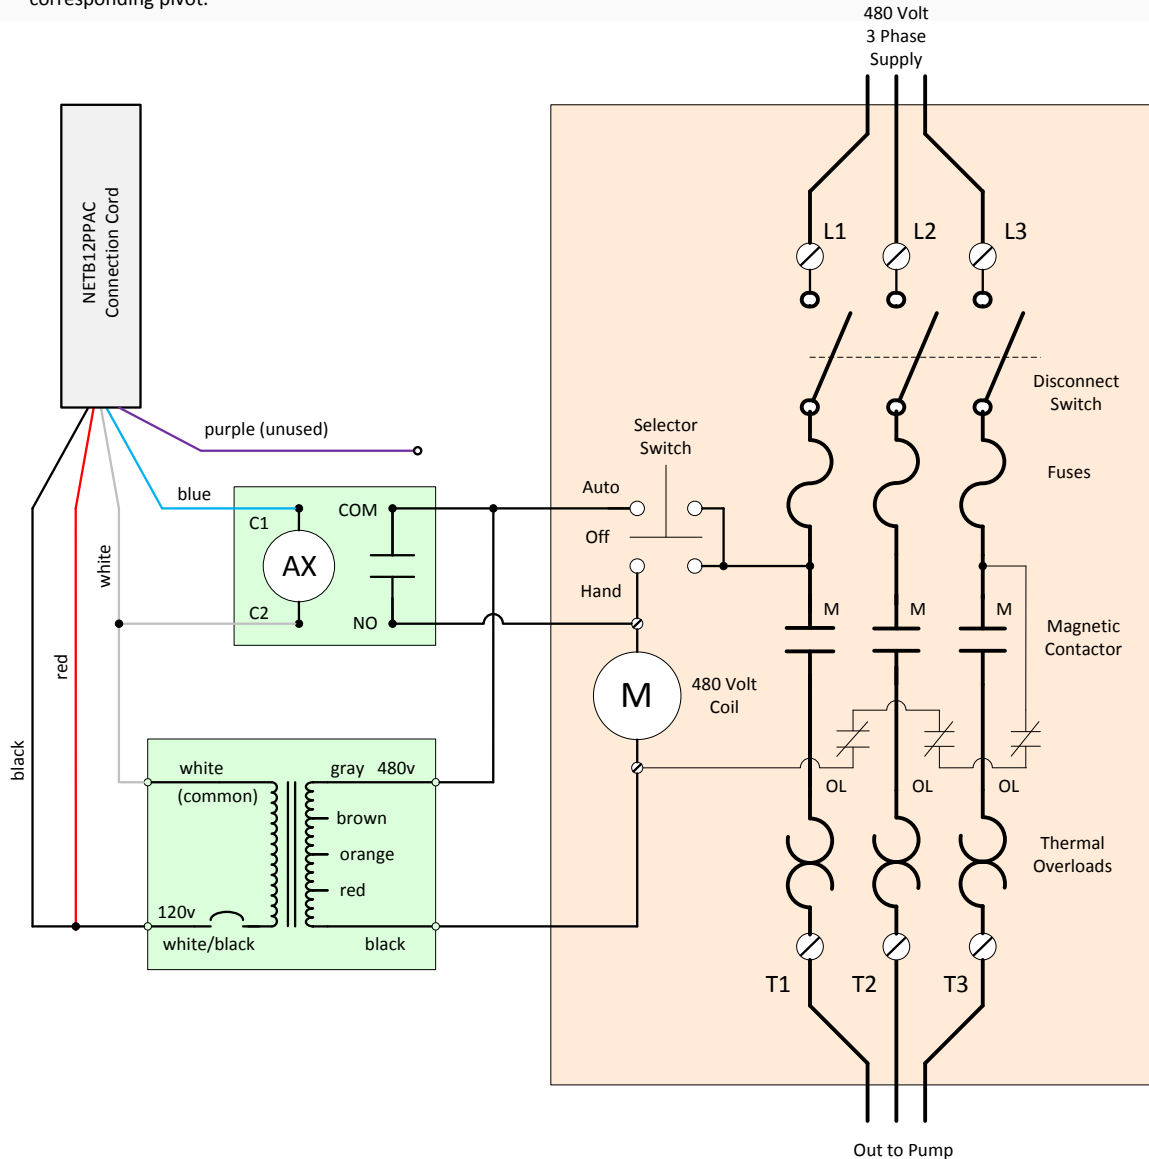 corresponding pivot.
480 Volt
3 Phase
Supply
NETB12PPAC
Connection Cord
L1
L2
L3
Disconnect
Switch
purple (unused)
Selector
Switch
Fuses
blue
Auto
C1
COM
Off
AX
white
Hand
C2
NO
M
M
M
Magnetic
Contactor
red
M
480 Volt
Coil
black
white
(common)
gray 480v
OL
OL
OL
brown
orange
red
Thermal
Overloads
120v
white/black
black
T1
T2
T3
Out to Pump